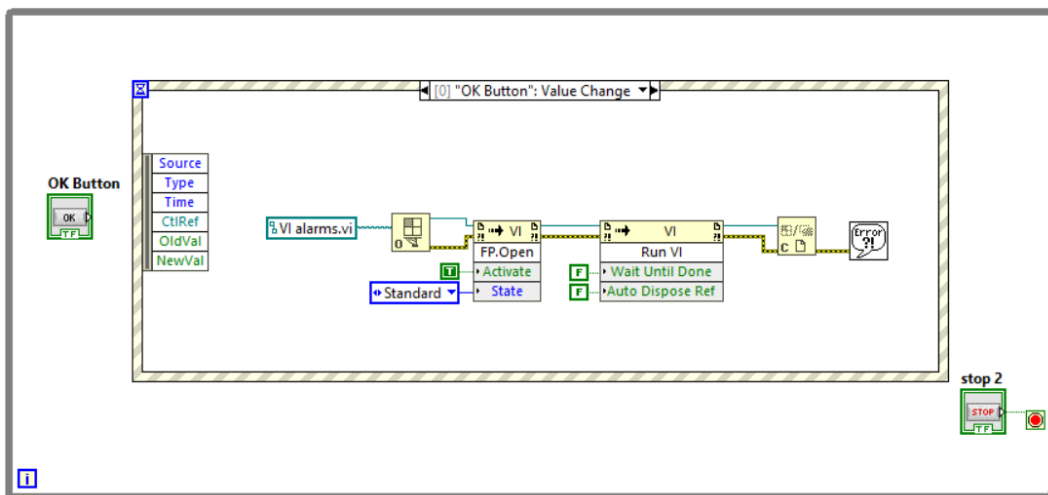 [0] "OK Button": Value Change
Source
Type
Time
CtlRef
OldVal
NewVal
OK Button
OK
TF
VI alarms.vi
VI
FP.Open
Activate
State
T
Standard
VI
Run VI
Wait Until Done
Auto Dispose Ref
F
F
O
C
Error
?!
stop 2
STOP
TF
i